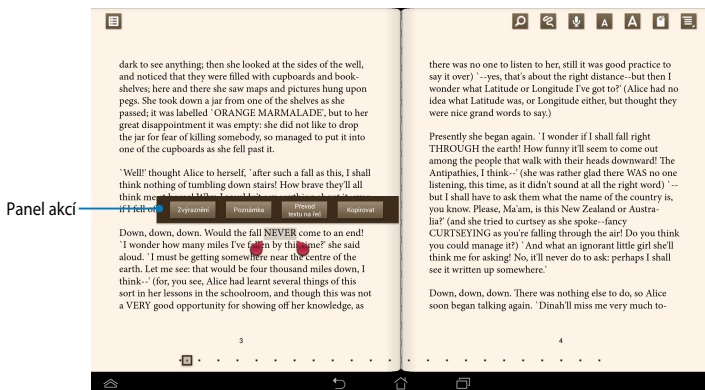 A A
dark to see anything; then she looked at the sides of the well,
and noticed that they were filled with cupboards and book-
shelves; here and there she saw maps and pictures hung upon
pegs. She took down a jar from one of the shelves as she
passed; it was labelled `ORANGE MARMALADE', but to her
great disappointment it was empty: she did not like to drop
the jar for fear of killing somebody, so managed to put it into
one of the cupboards as she fell past it.
`Well!' thought Alice to herself, `after such a fall as this, I shall
think nothing of tumbling down stairs! How brave they'll all
think
if I fell of
Panel akcí
Zvýraznění
Poznámka
Převod
textu na řeč
Kopírovat
Down, down, down. Would the fall NEVER come to an end!
`I wonder how many miles I've fallen by this time?' she said
aloud. `I must be getting somewhere near the centre of the
earth. Let me see: that would be four thousand miles down, I
think--' (for, you see, Alice had learnt several things of this
sort in her lessons in the schoolroom, and though this was not
a VERY good opportunity for showing off her knowledge, as
3
there was no one to listen to her, still it was good practice to
say it over) `--yes, that's about the right distance--but then I
wonder what Latitude or Longitude I've got to?' (Alice had no
idea what Latitude was, or Longitude either, but thought they
were nice grand words to say.)
Presently she began again. `I wonder if I shall fall right
THROUGH the earth! How funny it'll seem to come out
among the people that walk with their heads downward! The
Antipathies, I think--' (she was rather glad there WAS no one
listening, this time, as it didn't sound at all the right word) `--
but I shall have to ask them what the name of the country is,
you know. Please, Ma'am, is this New Zealand or Austra-
lia?' (and she tried to curtsey as she spoke--fancy
CURTSEYING as you're falling through the air! Do you think
you could manage it?) `And what an ignorant little girl she'll
think me for asking! No, it'll never do to ask: perhaps I shall
see it written up somewhere.'
Down, down, down. There was nothing else to do, so Alice
soon began talking again. `Dinah'll miss me very much to-
4